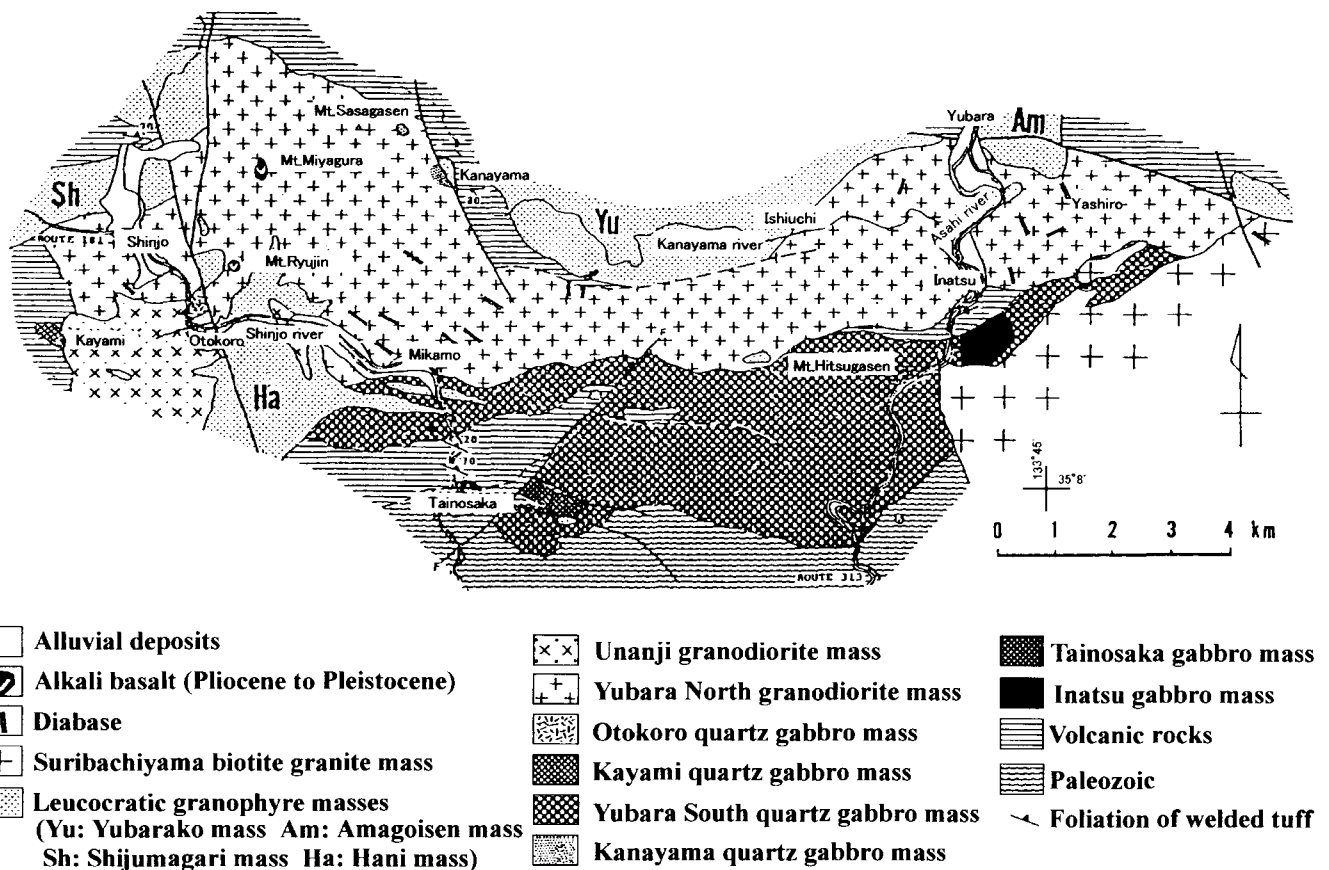 Yubara
Am
Mt.Sasagasen
Mt.Miyagura
Kanayama
30
Sh
Yu
Ishiuchi
Yashiro
Asahi river
Kanayama river
ROUTE 181
Shinjo
Mt.Ryujin
Inatsu
Kayami
Otokoro
Shinjo river
F
Mikamo
Mt.Hitsugasen
Ha
20
70
133°45'
35°8'
Tainosaka
0 1 2 3 4 km
F
ROUTE 313
Alluvial deposits
Alkali basalt (Pliocene to Pleistocene)
Diabase
Suribachiyama biotite granite mass
Leucocratic granophyre masses
(Yu: Yubarako mass Am: Amagoisen mass
Sh: Shijumagari mass Ha: Hani mass)
Unanji granodiorite mass
Yubara North granodiorite mass
Otokoro quartz gabbro mass
Kayami quartz gabbro mass
Yubara South quartz gabbro mass
Kanayama quartz gabbro mass
Tainosaka gabbro mass
Inatsu gabbro mass
Volcanic rocks
Paleozoic
Foliation of welded tuff